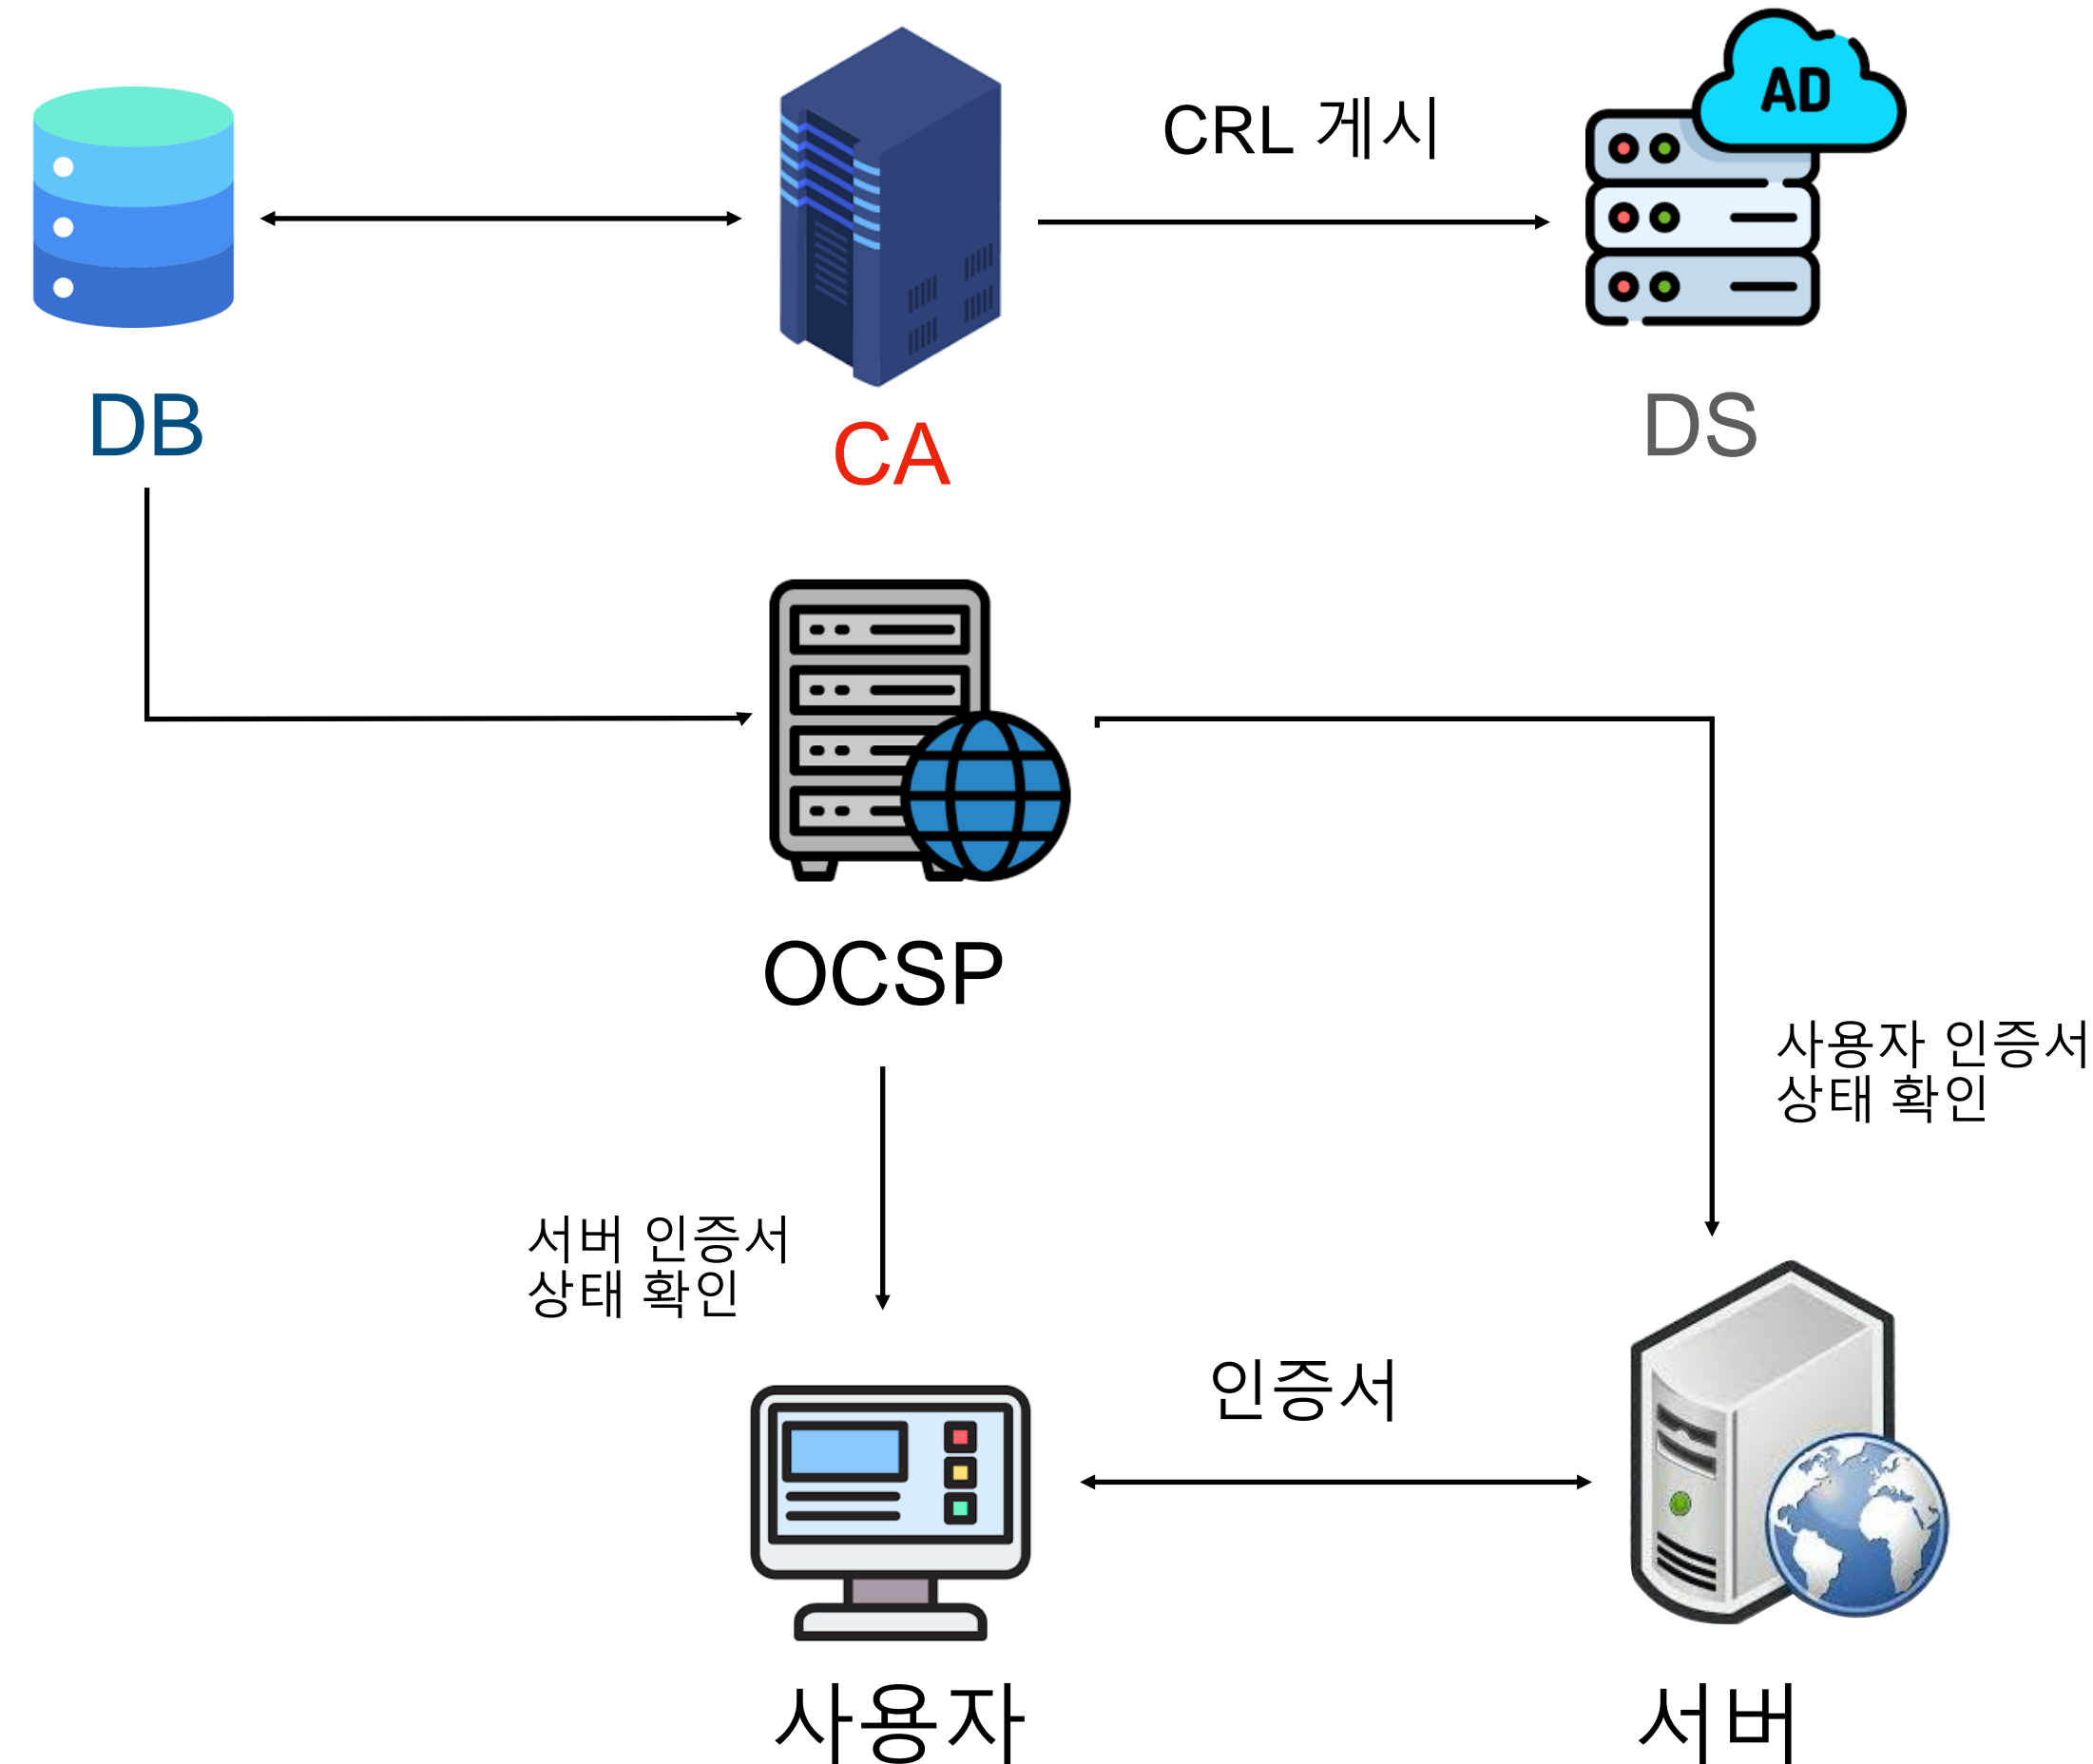 AD
CRL 게시
DB
CA
DS
OCSP
사용자 인증서
상태 확인
서버 인증서
상태 확인
인증서
사용자
서버